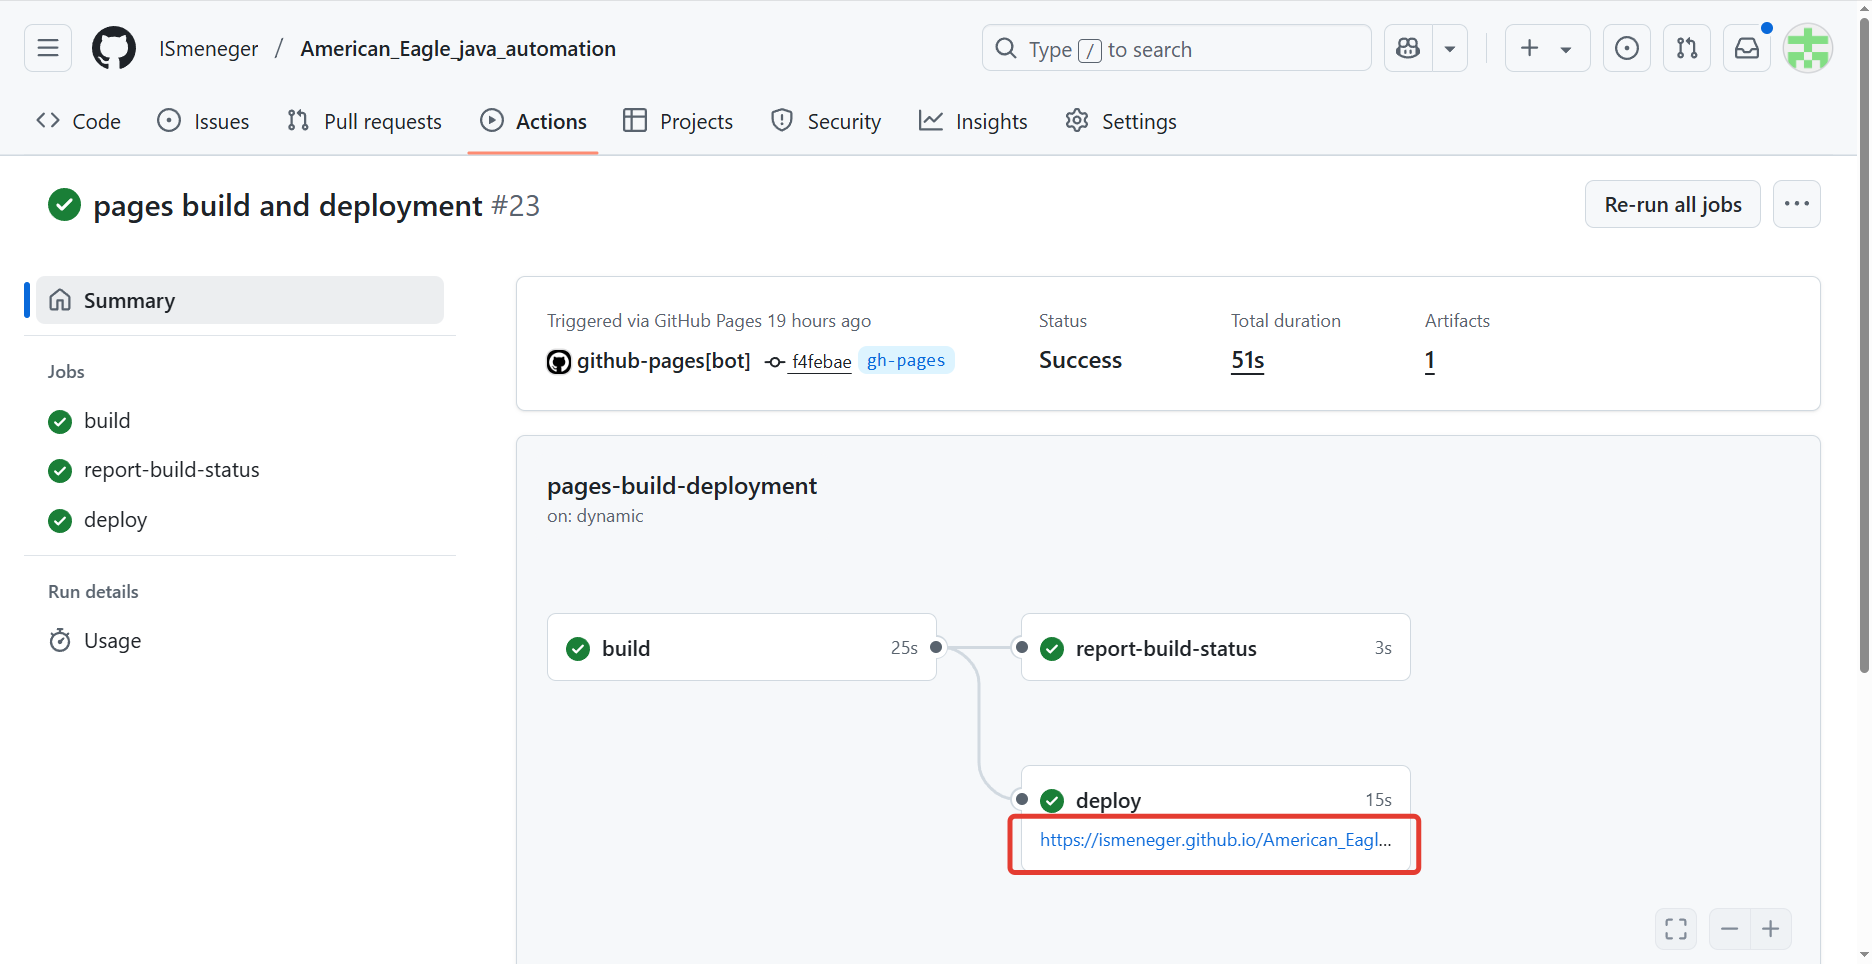 ISmeneger / American_Eagle_java_automation
Type / to search
Code Issues Pull requests Actions Projects Security Insights Settings
pages build and deployment #23
Re-run all jobs
Summary
Jobs
build
report-build-status
deploy
Run details
Usage
Triggered via GitHub Pages 19 hours ago
github-pages[bot] f4febae gh-pages
Status
Success
Total duration
51s
Artifacts
1
pages-build-deployment
on: dynamic
build 25s
report-build-status 3s
deploy 15s
https://ismeneger.github.io/American_Eagl...